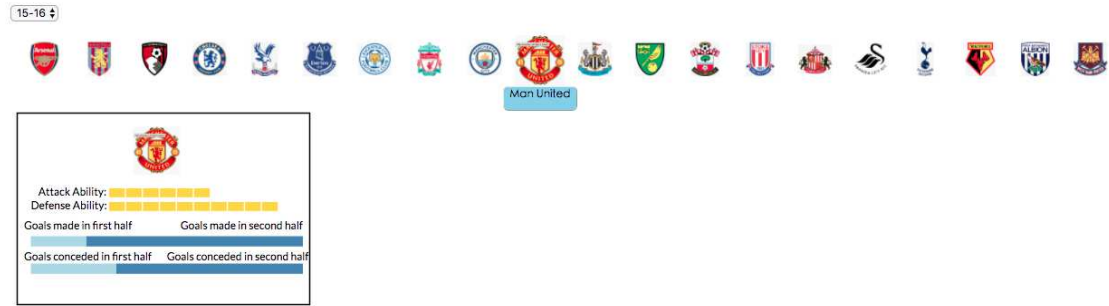 15-16
Man United
Attack Ability:
Defense Ability:
Goals made in first half Goals made in second half
Goals conceded in first half Goals conceded in second half